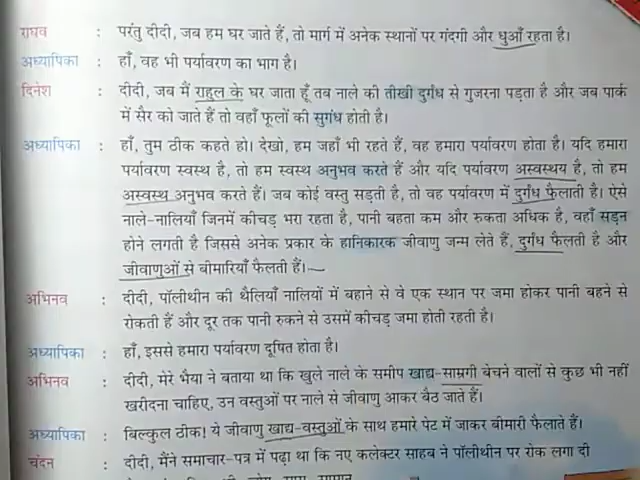 राघव : परंतु दीदी, जब हम घर जाते हैं, तो मार्ग में अनेक स्थानों पर गंदगी और धुआँ रहता है।
अध्यापिका : हाँ, वह भी पर्यावरण का भाग है।
दिनेश : दीदी, जब मैं राहुल के घर जाता हूँ तब नाले की तीखी दुर्गंध से गुजरना पड़ता है और जब पार्क
में सैर को जाते हैं तो वहाँ फूलों की सुगंध होती है।
अध्यापिका : हाँ, तुम ठीक कहते हो। देखो, हम जहाँ भी रहते हैं, वह हमारा पर्यावरण होता है। यदि हमारा
पर्यावरण स्वस्थ है, तो हम स्वस्थ अनुभव करते हैं और यदि पर्यावरण अस्वस्थय है, तो हम
अस्वस्थ अनुभव करते हैं। जब कोई वस्तु सड़ती है, तो वह पर्यावरण में दुर्गंध फैलाती है। ऐसे
नाले-नालियाँ जिनमें कीचड़ भरा रहता है, पानी बहता कम और रुकता अधिक है, वहाँ सड़न
होने लगती है जिससे अनेक प्रकार के हानिकारक जीवाणु जन्म लेते हैं, दुर्गंध फैलती है और
जीवाणुओं से बीमारियाँ फैलती हैं।
अभिनव : दीदी, पॉलीथीन की थैलियाँ नालियों में बहाने से वे एक स्थान पर जमा होकर पानी बहने से
रोकती हैं और दूर तक पानी रुकने से उसमें कीचड़ जमा होती रहती है।
अध्यापिका : हाँ, इससे हमारा पर्यावरण दूषित होता है।
अभिनव : दीदी, मेरे भैया ने बताया था कि खुले नाले के समीप खाद्य-साम्रगी बेचने वालों से कुछ भी नहीं
खरीदना चाहिए, उन वस्तुओं पर नाले से जीवाणु आकर बैठ जाते हैं।
अध्यापिका : बिल्कुल ठीक! ये जीवाणु खाद्य-वस्तुओं के साथ हमारे पेट में जाकर बीमारी फैलाते हैं।
चंदन : दीदी, मैंने समाचार-पत्र में पढ़ा था कि नए कलेक्टर साहब ने पॉलीथीन पर रोक लगा दी